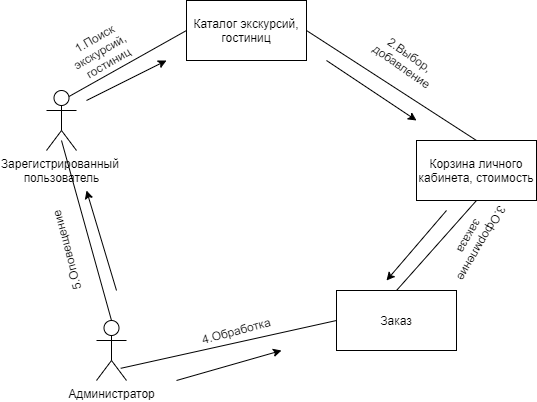 Каталог экскурсий,
гостиниц
1.Поиск
экскурсий,
гостиниц
2.Выбор,
добавление
Зарегистрированный
пользователь
Корзина личного
кабинета, стоимость
3.Оформление
заказа
5.Оповещение
Заказ
4.Обработка
Администратор